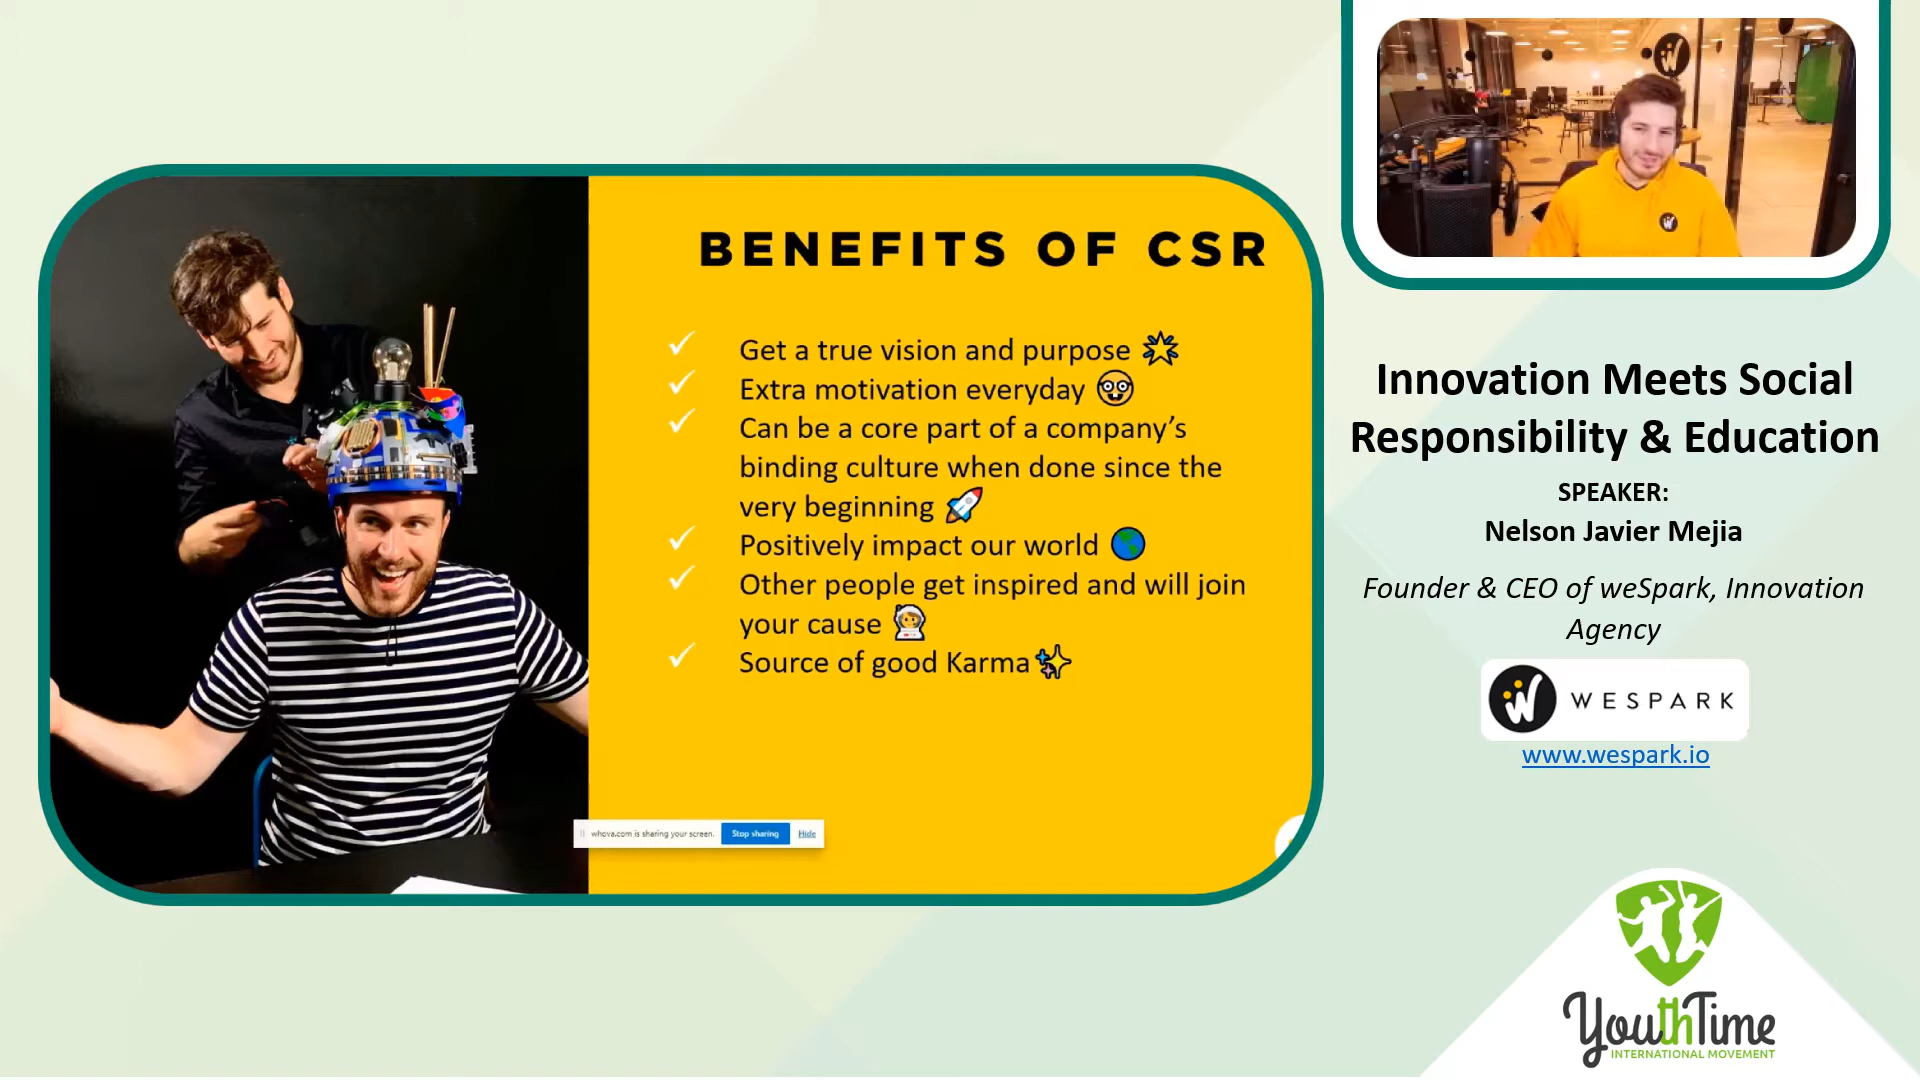 BENEFITS OF CSR
Get a true vision and purpose
Extra motivation everyday
Can be a core part of a company's
binding culture when done since the
very beginning
Positively impact our world
Other people get inspired and will join
your cause
Source of good Karma
whova.com is sharing your screen. Stop sharing Hide
Innovation Meets Social
Responsibility & Education
SPEAKER:
Nelson Javier Mejia
Founder & CEO of weSpark, Innovation
Agency
WESPARK
www.wespark.io
YouthTime
INTERNATIONAL MOVEMENT